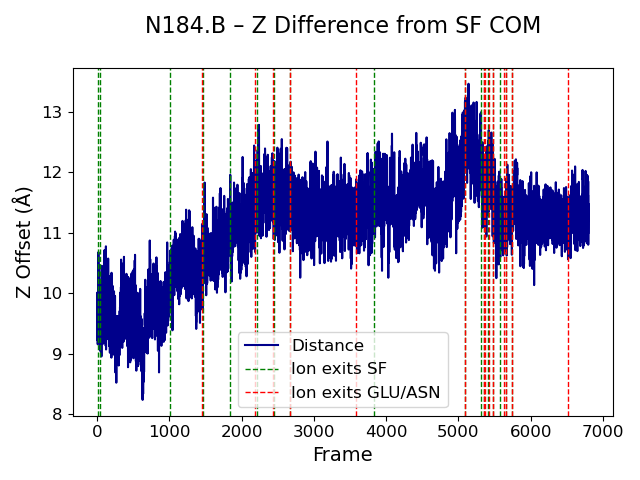 N184.B – Z Difference from SF COM
Z Offset (Å)
13
12
11
10
9
8
Distance
Ion exits SF
Ion exits GLU/ASN
0 1000 2000 3000 4000 5000 6000 7000
Frame